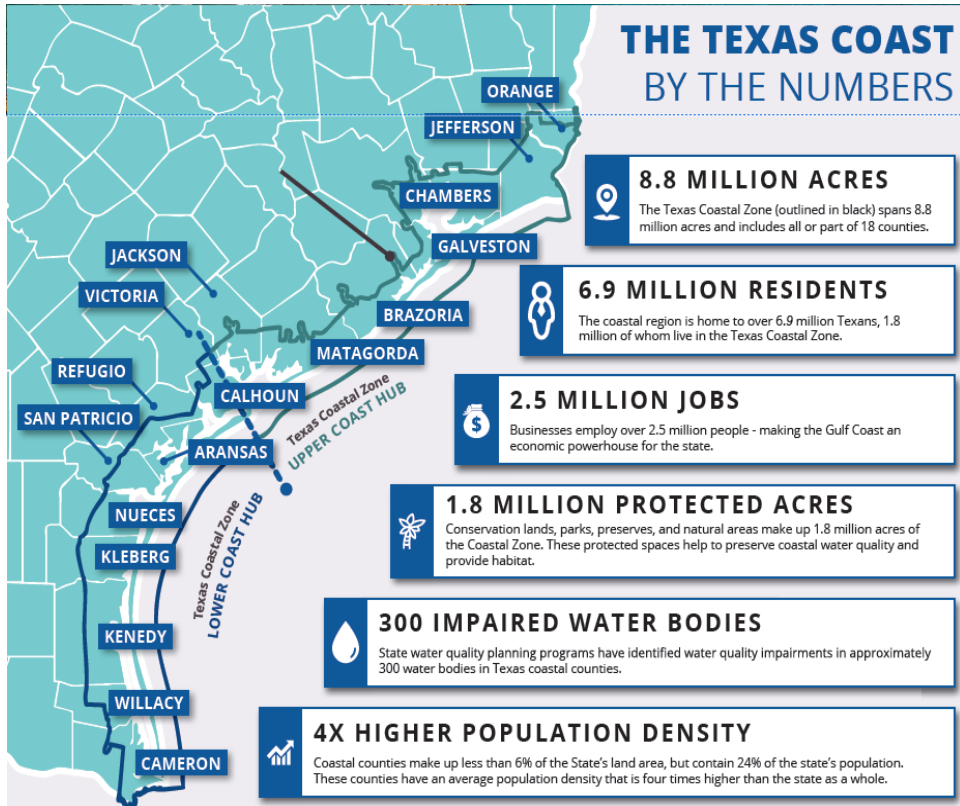 THE TEXAS COAST
BY THE NUMBERS
ORANGE
JEFFERSON
CHAMBERS
GALVESTON
JACKSON
VICTORIA
BRAZORIA
MATAGORDA
REFUGIO
CALHOUN
SAN PATRICIO
ARANSAS
Texas Coastal Zone
UPPER COAST HUB
NUECES
KLEBERG
Texas Coastal Zone
LOWER COAST HUB
KENEDY
WILLACY
CAMERON
8.8 MILLION ACRES
The Texas Coastal Zone (outlined in black) spans 8.8
million acres and includes all or part of 18 counties.
6.9 MILLION RESIDENTS
The coastal region is home to over 6.9 million Texans, 1.8
million of whom live in the Texas Coastal Zone.
2.5 MILLION JOBS
Businesses employ over 2.5 million people - making the Gulf Coast an
economic powerhouse for the state.
$
1.8 MILLION PROTECTED ACRES
Conservation lands, parks, preserves, and natural areas make up 1.8 million acres of
the Coastal Zone. These protected spaces help to preserve coastal water quality and
provide habitat.
300 IMPAIRED WATER BODIES
State water quality planning programs have identified water quality impairments in approximately
300 water bodies in Texas coastal counties.
4X HIGHER POPULATION DENSITY
Coastal counties make up less than 6% of the State's land area, but contain 24% of the state's population.
These counties have an average population density that is four times higher than the state as a whole.